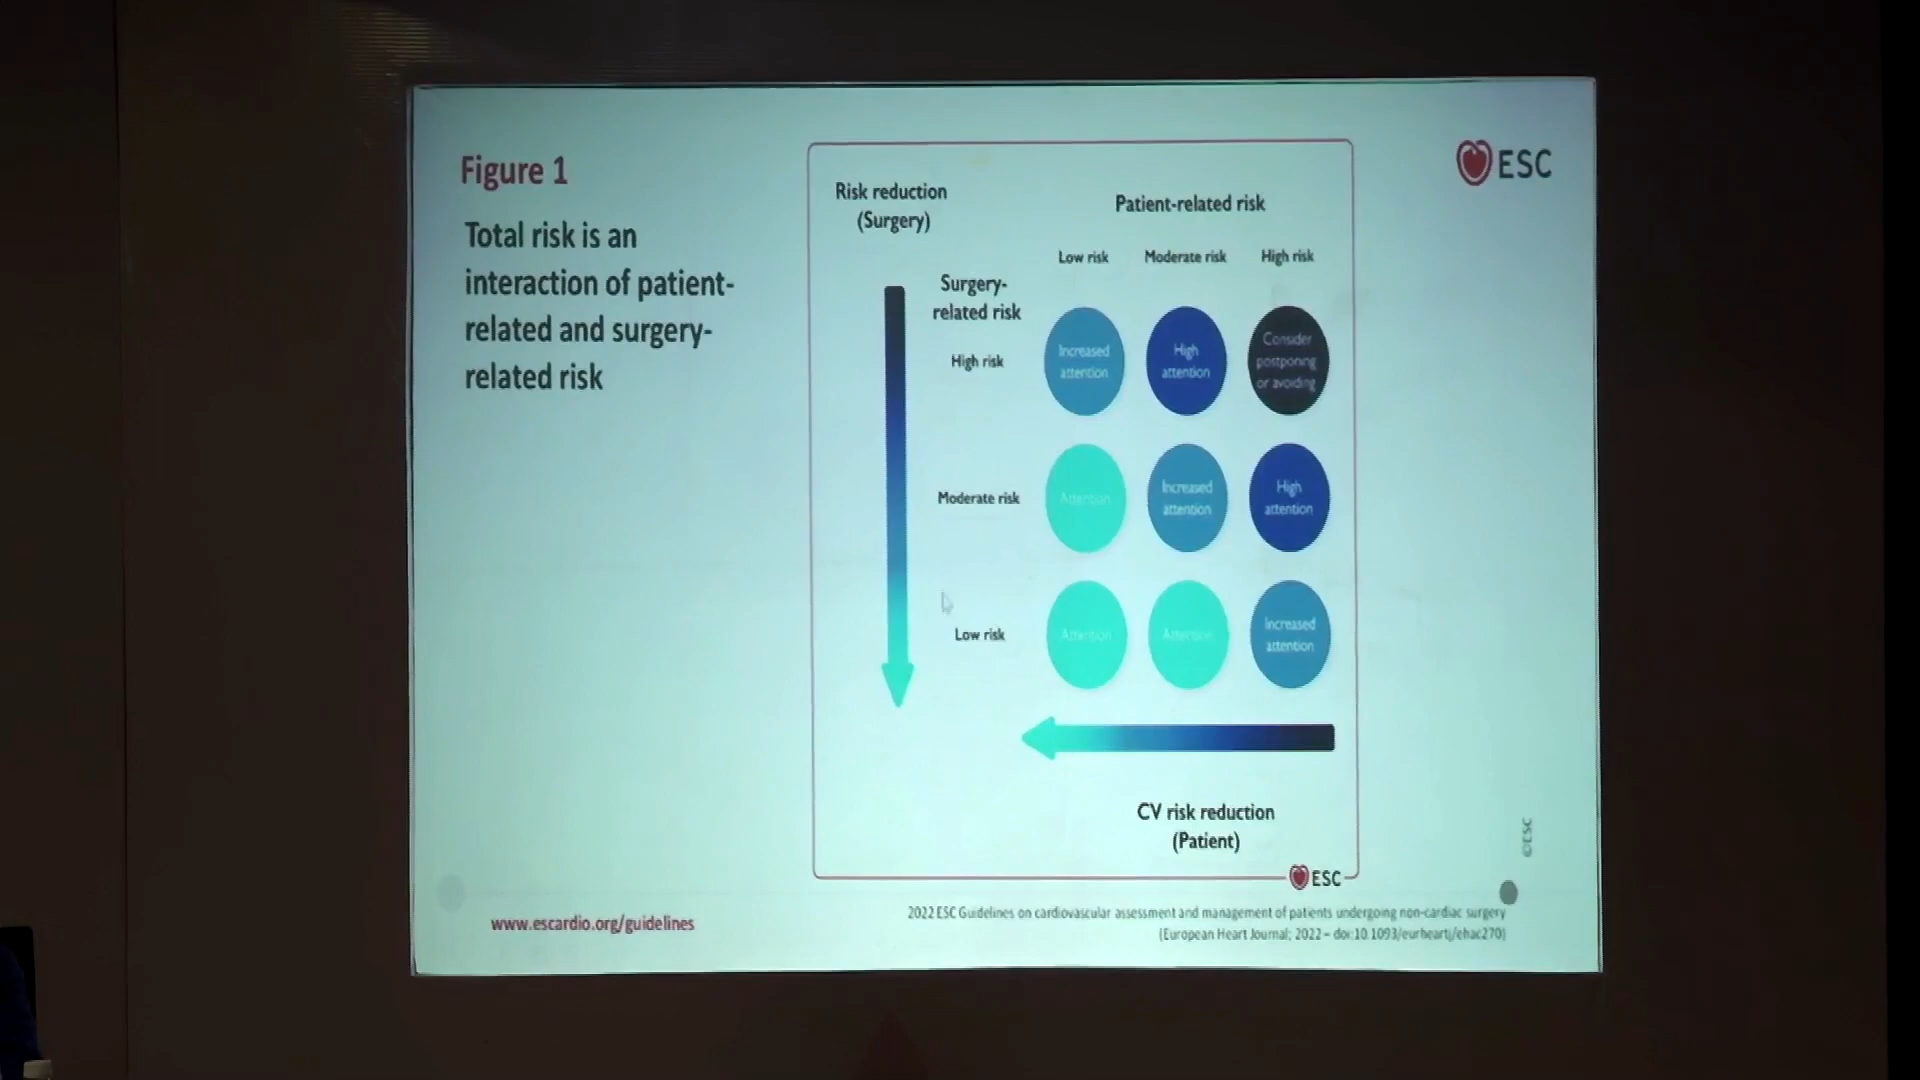 Figure 1
Total risk is an
interaction of patient-
related and surgery-
related risk
Risk reduction
(Surgery)
Patient-related risk
Low risk
Moderate risk
High risk
Surgery-
related risk
High risk
Increased
attention
High
attention
Consider
postponing
or avoiding
Moderate risk
Attention
Increased
attention
High
attention
Low risk
Attention
Attention
Increased
attention
CV risk reduction
(Patient)
ESC
ESC
©ESC
www.escardio.org/guidelines
2022 ESC Guidelines on cardiovascular assessment and management of patients undergoing non-cardiac surgery
(European Heart Journal; 2022 – doi:10.1093/eurheartj/ehac270)